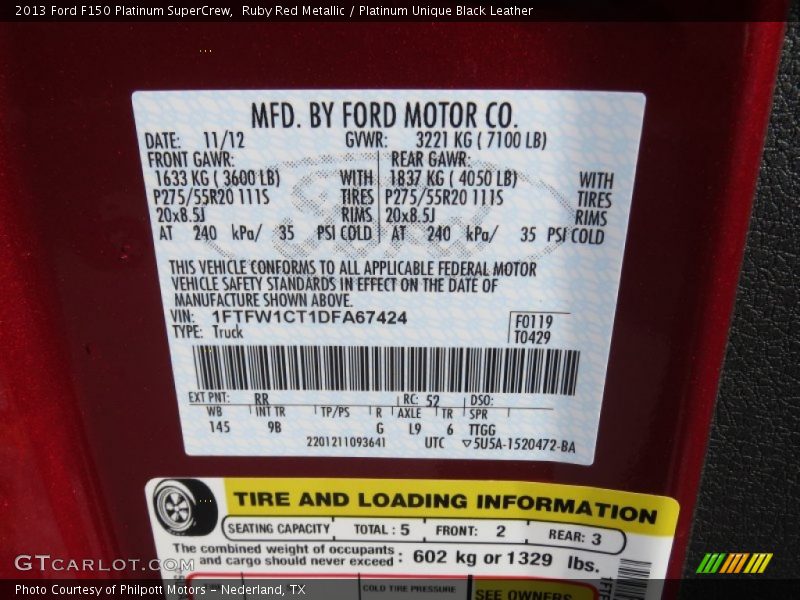 2013 Ford F150 Platinum SuperCrew,  Ruby Red Metallic / Platinum Unique Black Leather
MFD. BY FORD MOTOR CO.
DATE: 11/12 GVWR: 3221 KG ( 7100 LB)
FRONT GAWR: REAR GAWR:
1633 KG ( 3600 LB) WITH 1837 KG ( 4050 LB) WITH
P275/55R20 111S TIRES P275/55R20 111S TIRES
20x8.5J RIMS 20x8.5J RIMS
AT 240 kPa/ 35 PSI COLD AT 240 kPa/ 35 PSI COLD
THIS VEHICLE CONFORMS TO ALL APPLICABLE FEDERAL MOTOR
VEHICLE SAFETY STANDARDS IN EFFECT ON THE DATE OF
MANUFACTURE SHOWN ABOVE.
VIN: 1FTFW1CT1DFA67424
TYPE: Truck
F0119
T0429
EXT PNT: RR RC: 52 DSO:
WB INT TR TP/PS R AXLE TR SPR
145 9B G L9 6 TTGG
2201211093641 UTC ▽5U5A-1520472-BA
TIRE AND LOADING INFORMATION
SEATING CAPACITY TOTAL : 5 FRONT: 2 REAR: 3
The combined weight of occupants
and cargo should never exceed : 602 kg or 1329 lbs.
COLD TIRE PRESSURE SEE OWNERS
GTCARLOT.COM
Photo Courtesy of Philpott Motors - Nederland, TX